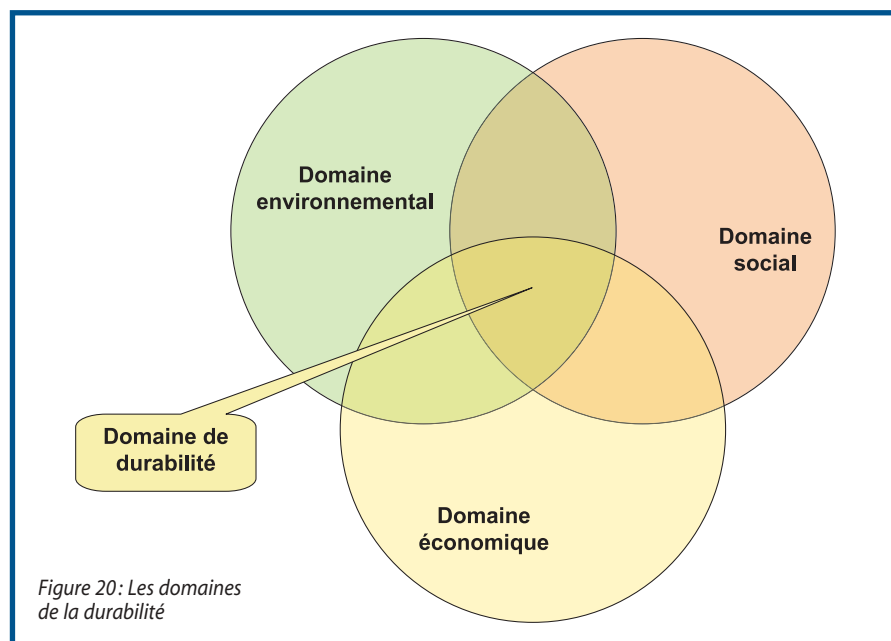 Domaine
environnemental
Domaine
social
Domaine de
durabilité
Domaine
économique
Figure 20 : Les domaines
de la durabilité